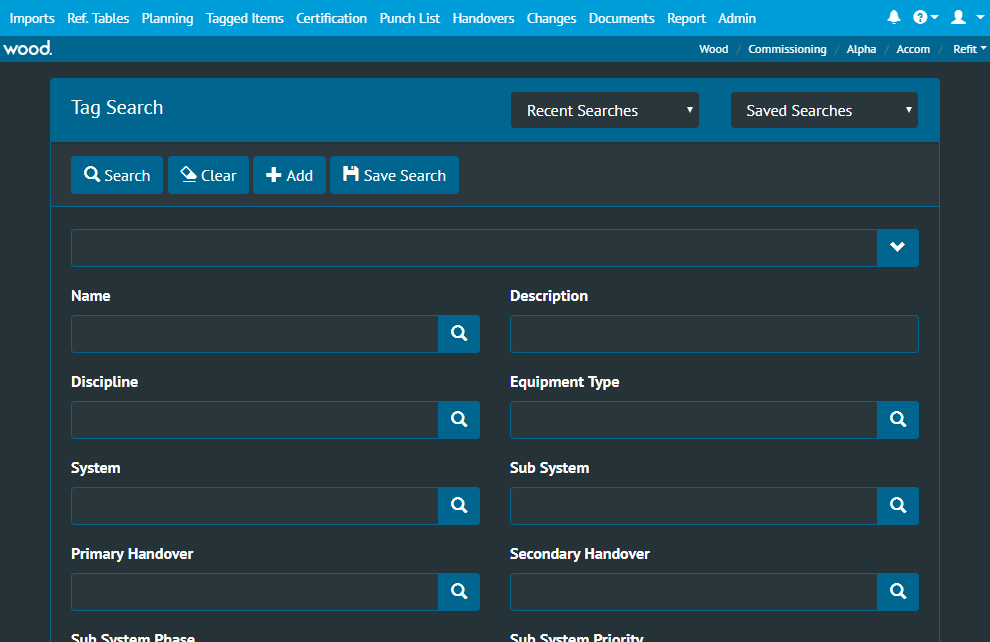 Imports Ref. Tables Planning Tagged Items Certification Punch List Handovers Changes Documents Report Admin
wood. Wood / Commissioning / Alpha / Accom / Refit
Tag Search Recent Searches Saved Searches
Search Clear Add Save Search
Name Description
Discipline Equipment Type
System Sub System
Primary Handover Secondary Handover
Sub System Phase Sub System Priority